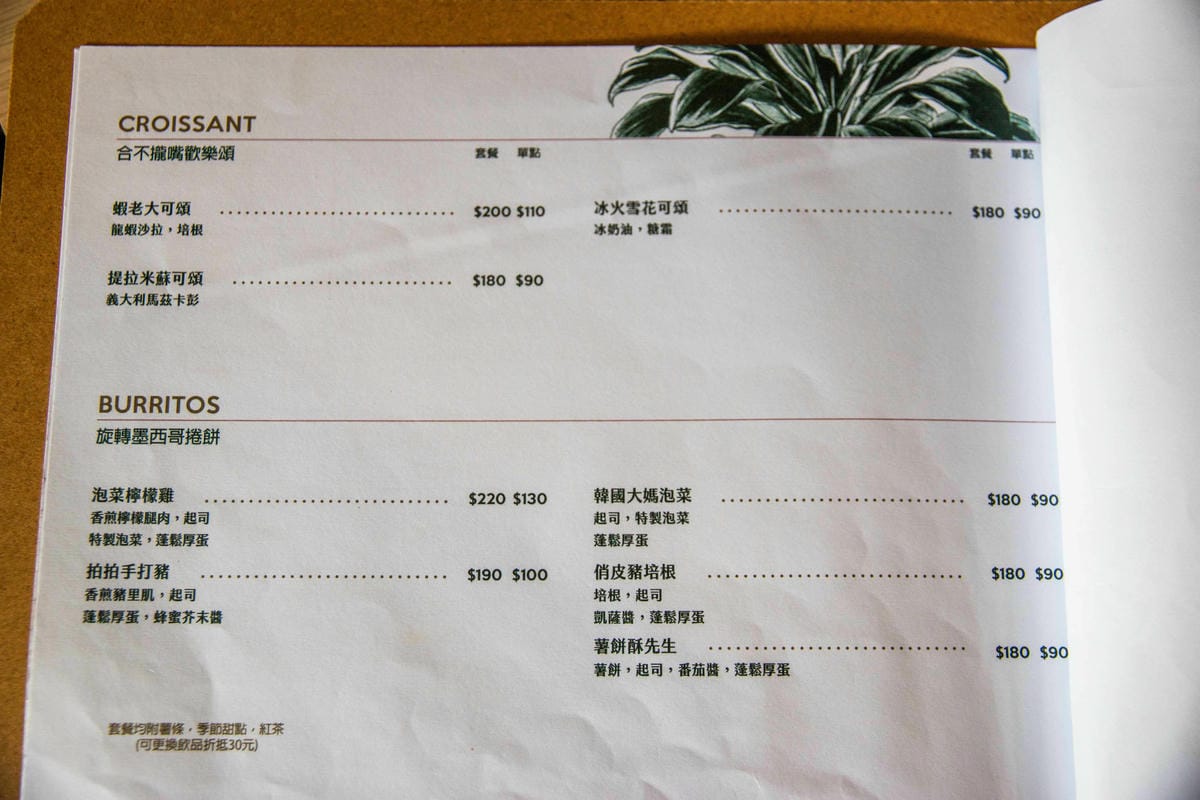 CROISSANT
合不攏嘴歡樂頌
套餐 單點
套餐 單點
蝦老大可頌 $200 $110
龍蝦沙拉，培根
提拉米蘇可頌 $180 $90
義大利馬茲卡彭
冰火雪花可頌 $180 $90
冰奶油，糖霜
BURRITOS
旋轉墨西哥捲餅
泡菜檸檬雞 $220 $130
香煎檸檬腿肉，起司
特製泡菜，蓬鬆厚蛋
拍拍手打豬 $190 $100
香煎豬里肌，起司
蓬鬆厚蛋，蜂蜜芥末醬
韓國大媽泡菜 $180 $90
起司，特製泡菜
蓬鬆厚蛋
俏皮豬培根 $180 $90
培根，起司
凱薩醬，蓬鬆厚蛋
薯餅酥先生 $180 $90
薯餅，起司，番茄醬，蓬鬆厚蛋
套餐均附薯條，季節甜點，紅茶
(可更換飲品折抵30元)